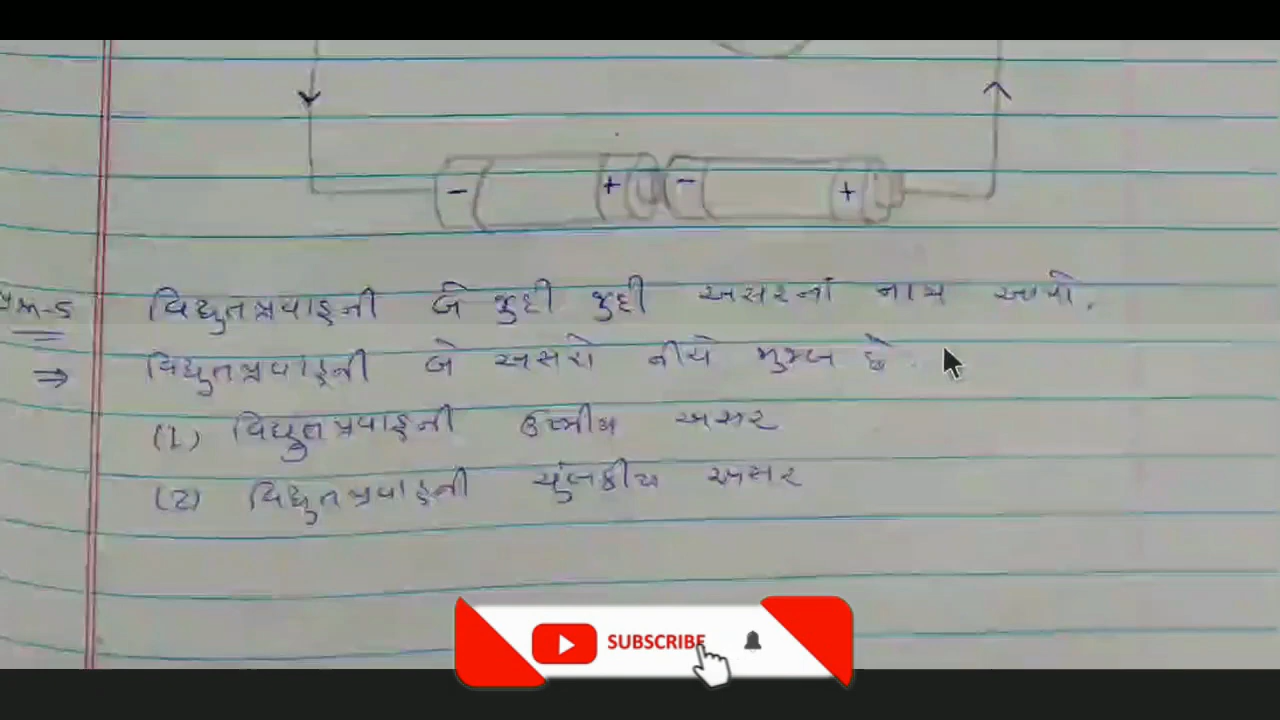 - + - +
પ્રશ્ન-5 વિદ્યુતપ્રવાહની બે જુદી જુદી અસરનાં નામ આપો.
⇒ વિદ્યુતપ્રવાહની બે અસરો નીચે મુજબ છે.
(1) વિદ્યુતપ્રવાહની ઉષ્મીય અસર
(2) વિદ્યુતપ્રવાહની ચુંબકીય અસર
SUBSCRIBE